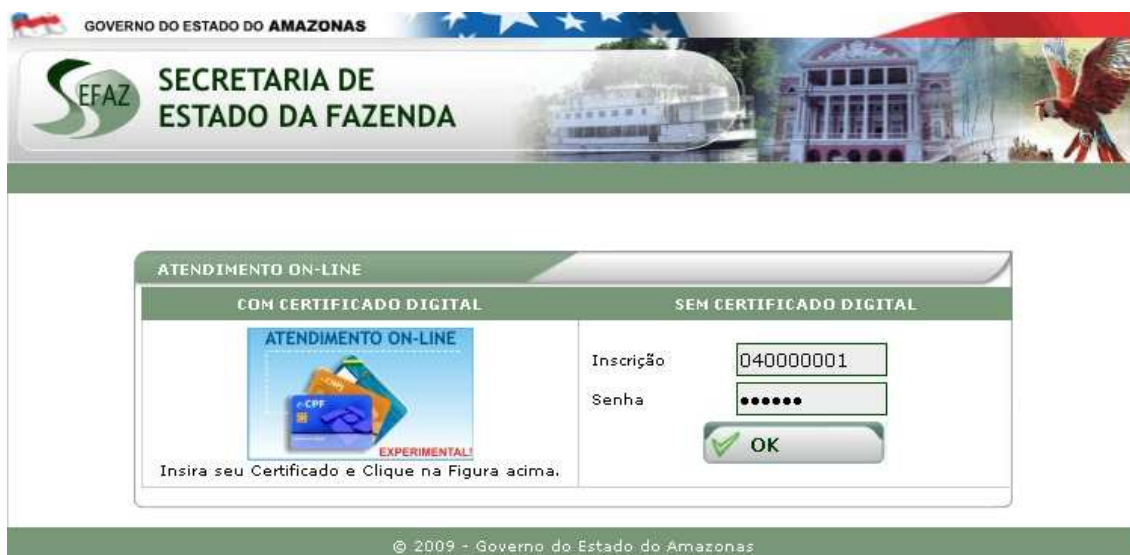 GOVERNO DO ESTADO DO AMAZONAS
SEFAZ
SECRETARIA DE
ESTADO DA FAZENDA
ATENDIMENTO ON-LINE
COM CERTIFICADO DIGITAL
SEM CERTIFICADO DIGITAL
ATENDIMENTO ON-LINE
e-CPF
EXPERIMENTAL!
Insira seu Certificado e Clique na Figura acima.
Inscrição 040000001
Senha ••••••
OK
© 2009 - Governo do Estado do Amazonas